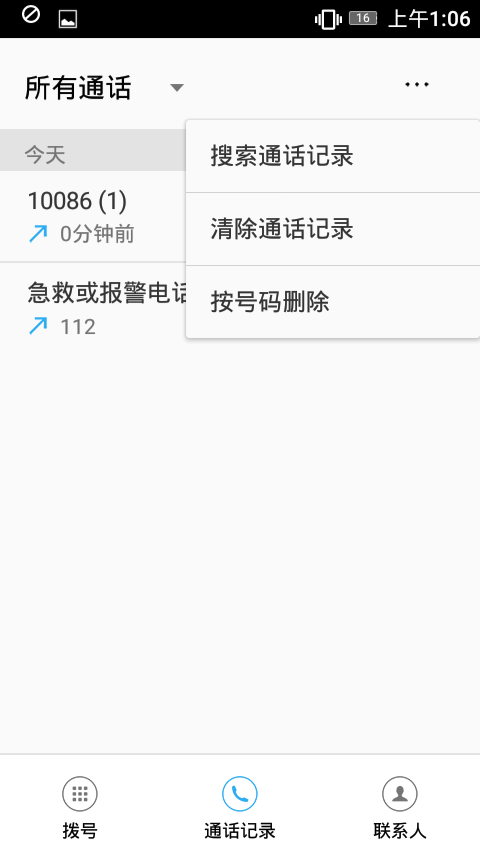 16 上午1:06
所有通话
今天
搜索通话记录
10086 (1)
0分钟前
清除通话记录
急救或报警电话
112
按号码删除
拨号
通话记录
联系人